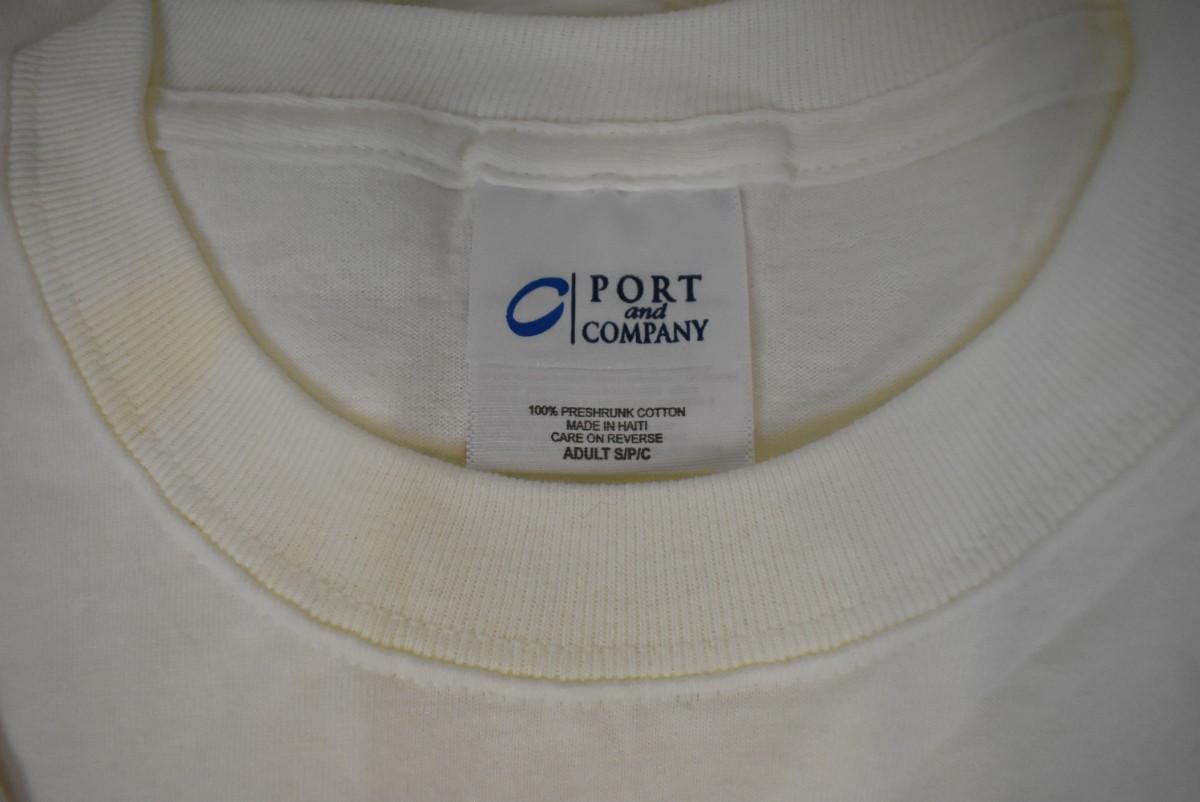 PORT
and
COMPANY
100% PRESHRUNK COTTON
MADE IN HAITI
CARE ON REVERSE
ADULT S/P/C